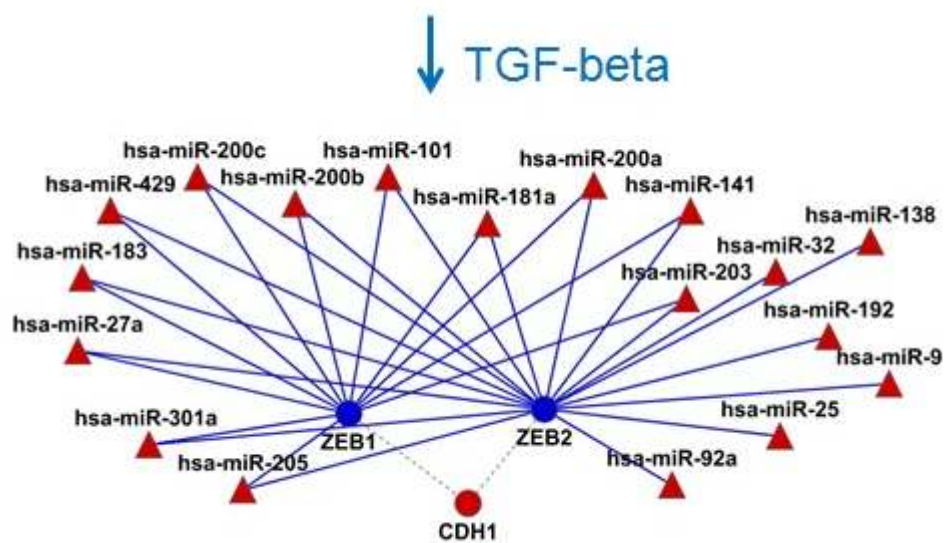 TGF-beta
hsa-miR-200c
hsa-miR-101
hsa-miR-200a
hsa-miR-429
hsa-miR-200b
hsa-miR-181a
hsa-miR-141
hsa-miR-138
hsa-miR-32
hsa-miR-183
hsa-miR-203
hsa-miR-27a
hsa-miR-192
hsa-miR-9
hsa-miR-301a
hsa-miR-25
ZEB1
ZEB2
hsa-miR-205
hsa-miR-92a
CDH1